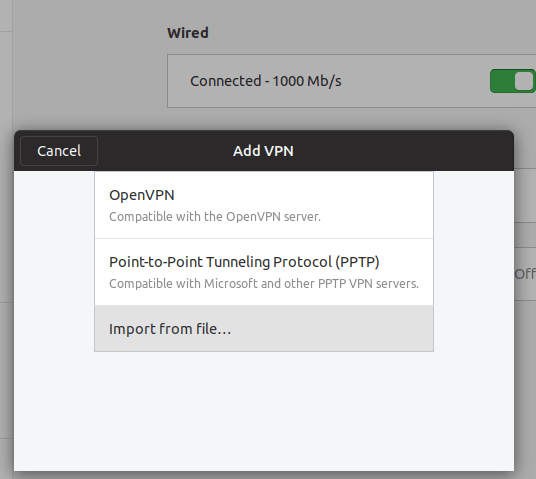 Wired
Connected - 1000 Mb/s
Cancel
Add VPN
OpenVPN
Compatible with the OpenVPN server.
Point-to-Point Tunneling Protocol (PPTP)
Compatible with Microsoft and other PPTP VPN servers.
Off
Import from file…